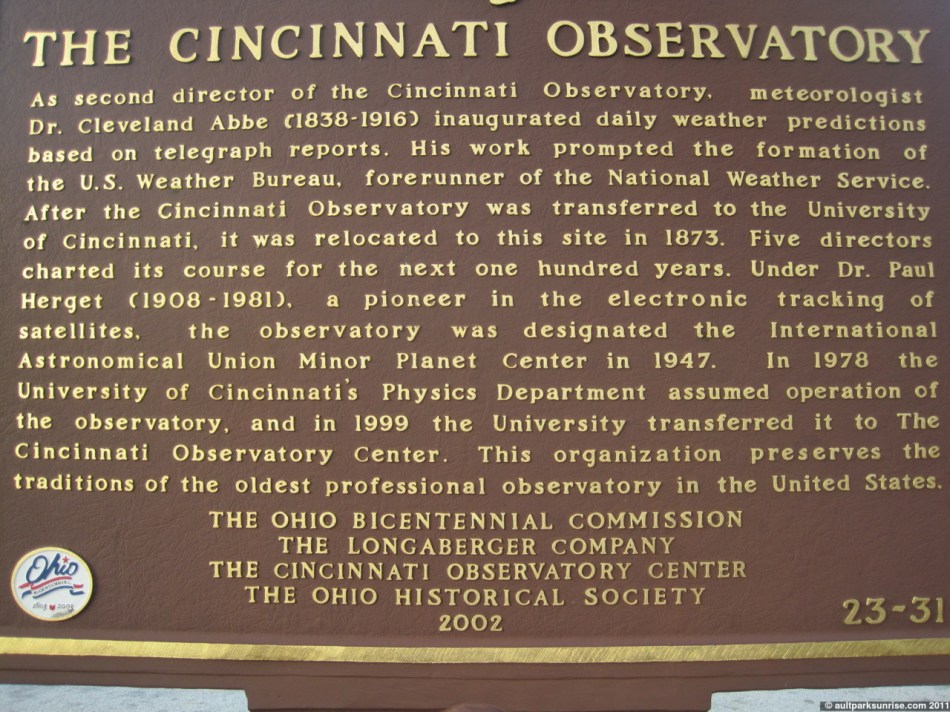 THE CINCINNATI OBSERVATORY
As second director of the Cincinnati Observatory, meteorologist
Dr. Cleveland Abbe (1838-1916) inaugurated daily weather predictions
based on telegraph reports. His work prompted the formation of
the U.S. Weather Bureau, forerunner of the National Weather Service.
After the Cincinnati Observatory was transferred to the University
of Cincinnati, it was relocated to this site in 1873. Five directors
charted its course for the next one hundred years. Under Dr. Paul
Herget (1908-1981), a pioneer in the electronic tracking of
satellites, the observatory was designated the International
Astronomical Union Minor Planet Center in 1947. In 1978 the
University of Cincinnati's Physics Department assumed operation of
the observatory, and in 1999 the University transferred it to The
Cincinnati Observatory Center. This organization preserves the
traditions of the oldest professional observatory in the United States.
THE OHIO BICENTENNIAL COMMISSION
THE LONGABERGER COMPANY
THE CINCINNATI OBSERVATORY CENTER
THE OHIO HISTORICAL SOCIETY
2002
23-31
Ohio
BICENTENNIAL
1803 2003
© aultparksunrise.com 2011